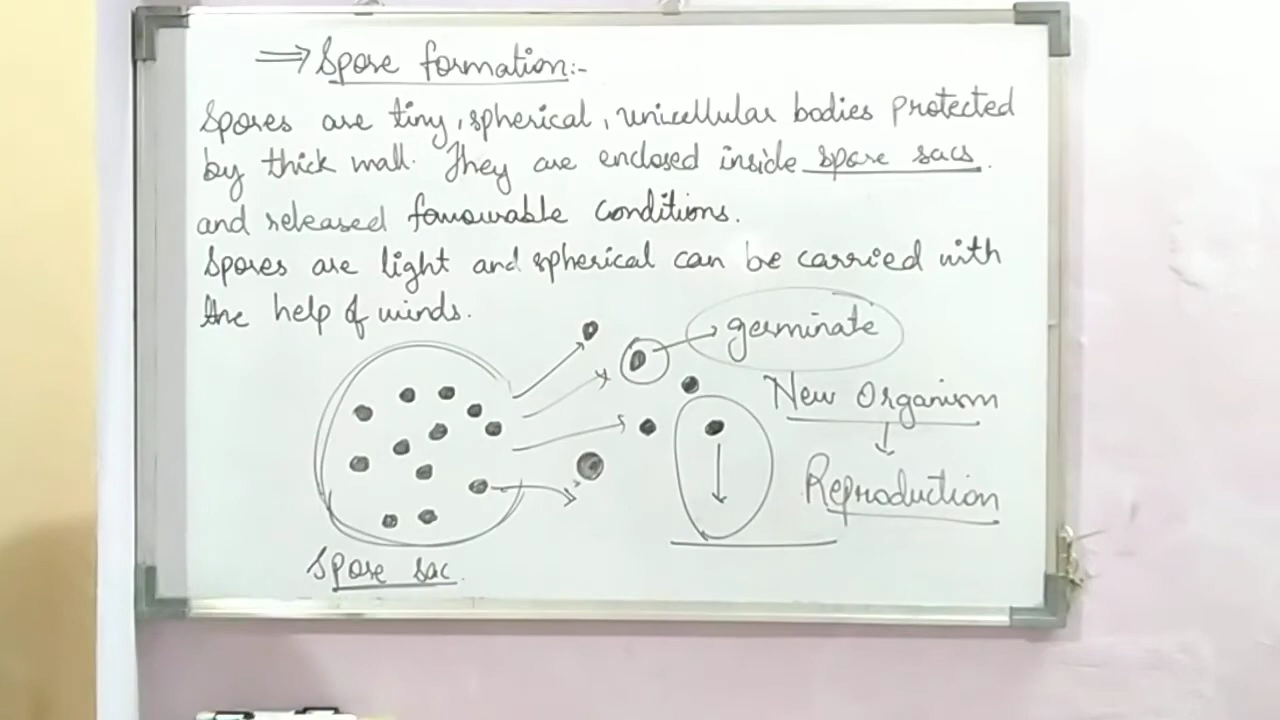 ⇒ Spore formation:-
Spores are tiny, spherical, unicellular bodies protected
by thick wall. They are enclosed inside spore sacs.
and released favourable conditions.
Spores are light and spherical can be carried with
the help of winds.
germinate
New Organism
Reproduction
Spore sac.